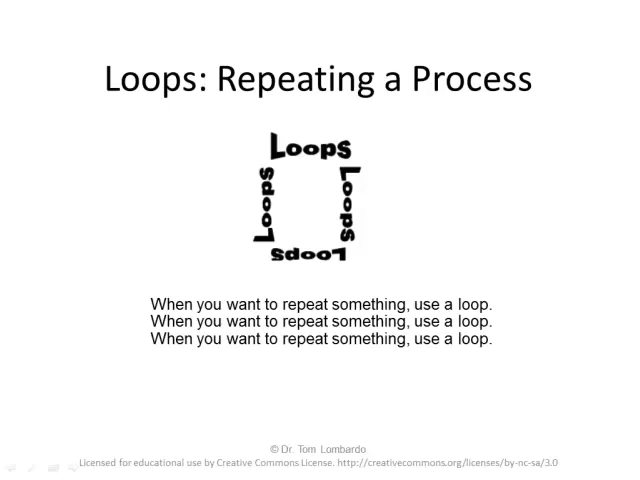 Loops: Repeating a Process
Loops
Loops
Loops
Loops
When you want to repeat something, use a loop.
When you want to repeat something, use a loop.
When you want to repeat something, use a loop.
© Dr. Tom Lombardo
Licensed for educational use by Creative Commons License. http://creativecommons.org/licenses/by-nc-sa/3.0